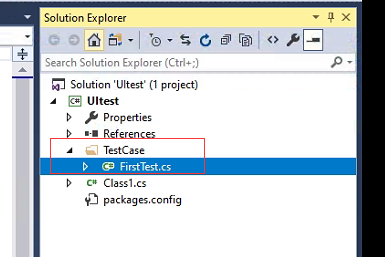 Solution Explorer
Search Solution Explorer (Ctrl+;)
Solution 'UItest' (1 project)
UItest
Properties
References
TestCase
FirstTest.cs
Class1.cs
packages.config